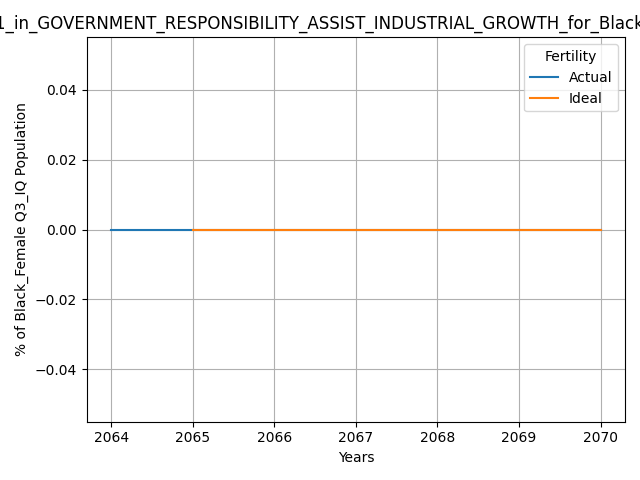 1_in_GOVERNMENT_RESPONSIBILITY_ASSIST_INDUSTRIAL_GROWTH_for_Black
Fertility
Actual
Ideal
0.04
0.02
0.00
−0.02
−0.04
% of Black_Female Q3_IQ Population
2064 2065 2066 2067 2068 2069 2070
Years